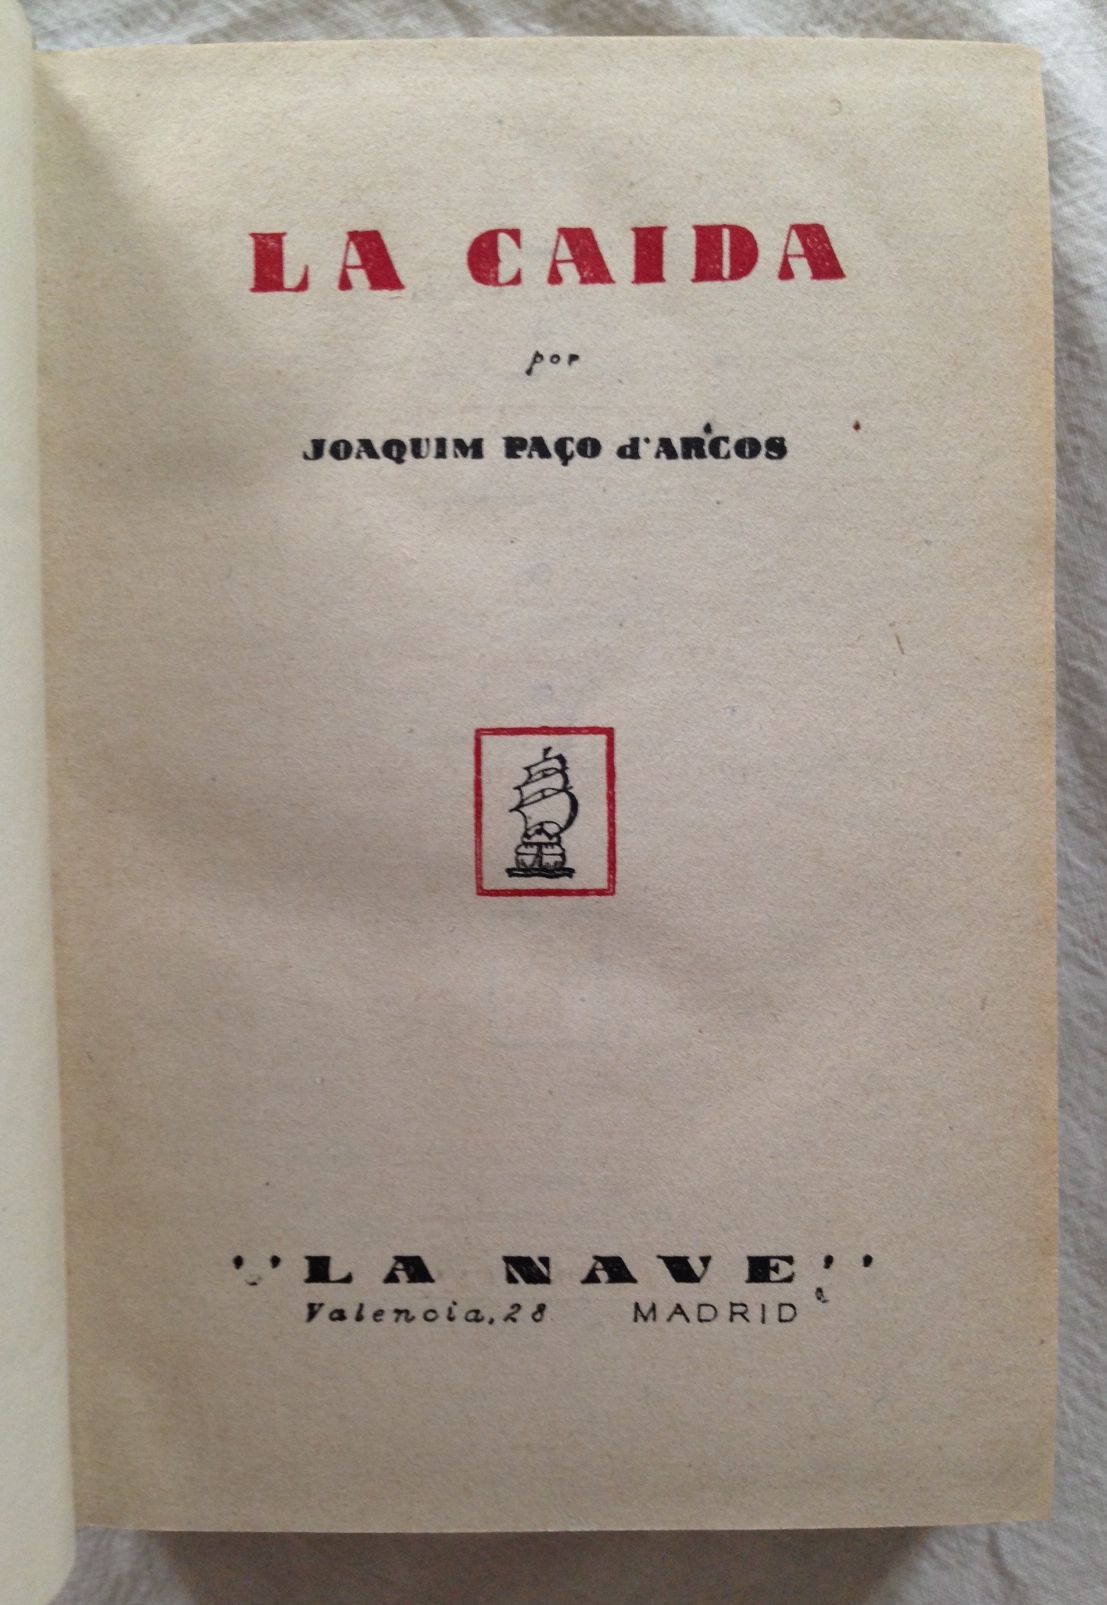 LA CAIDA
por
JOAQUIM PAÇO d'ARCOS
"LA NAVE"
Valencia, 28 MADRID